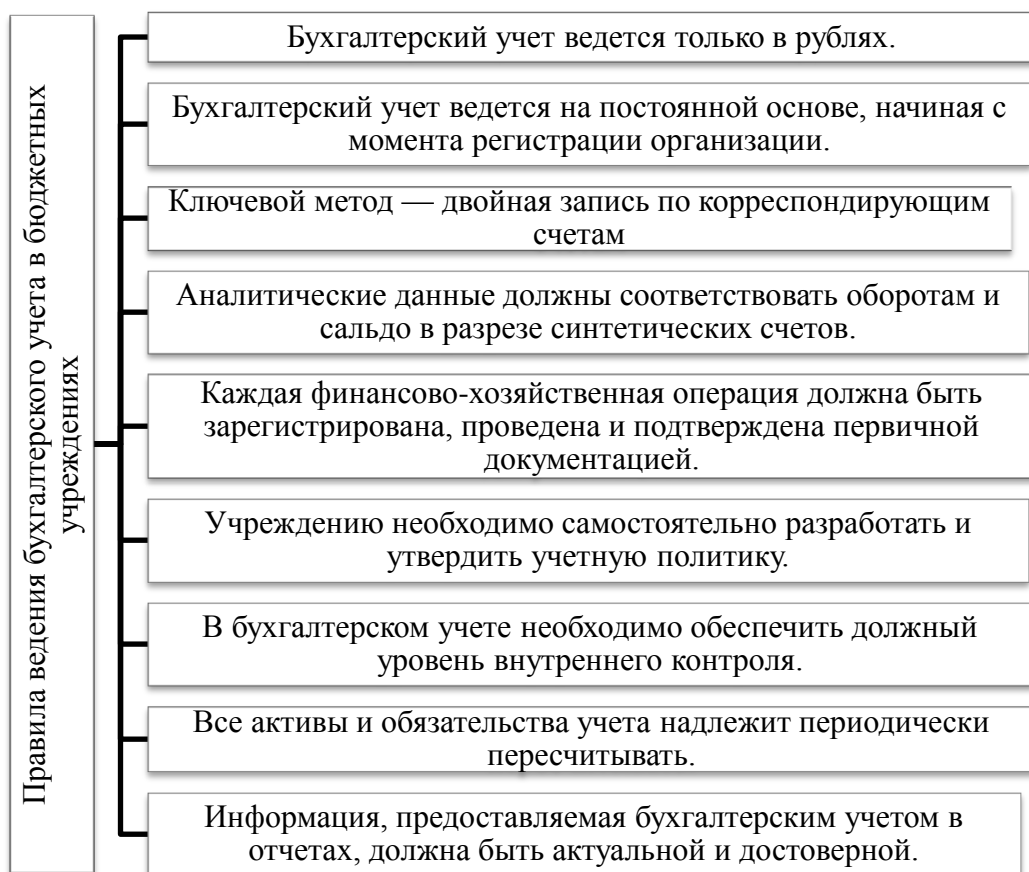 Правила ведения бухгалтерского учета в бюджетных
учреждениях
Бухгалтерский учет ведется только в рублях.
Бухгалтерский учет ведется на постоянной основе, начиная с
момента регистрации организации.
Ключевой метод — двойная запись по корреспондирующим
счетам
Аналитические данные должны соответствовать оборотам и
сальдо в разрезе синтетических счетов.
Каждая финансово-хозяйственная операция должна быть
зарегистрирована, проведена и подтверждена первичной
документацией.
Учреждению необходимо самостоятельно разработать и
утвердить учетную политику.
В бухгалтерском учете необходимо обеспечить должный
уровень внутреннего контроля.
Все активы и обязательства учета надлежит периодически
пересчитывать.
Информация, предоставляемая бухгалтерским учетом в
отчетах, должна быть актуальной и достоверной.